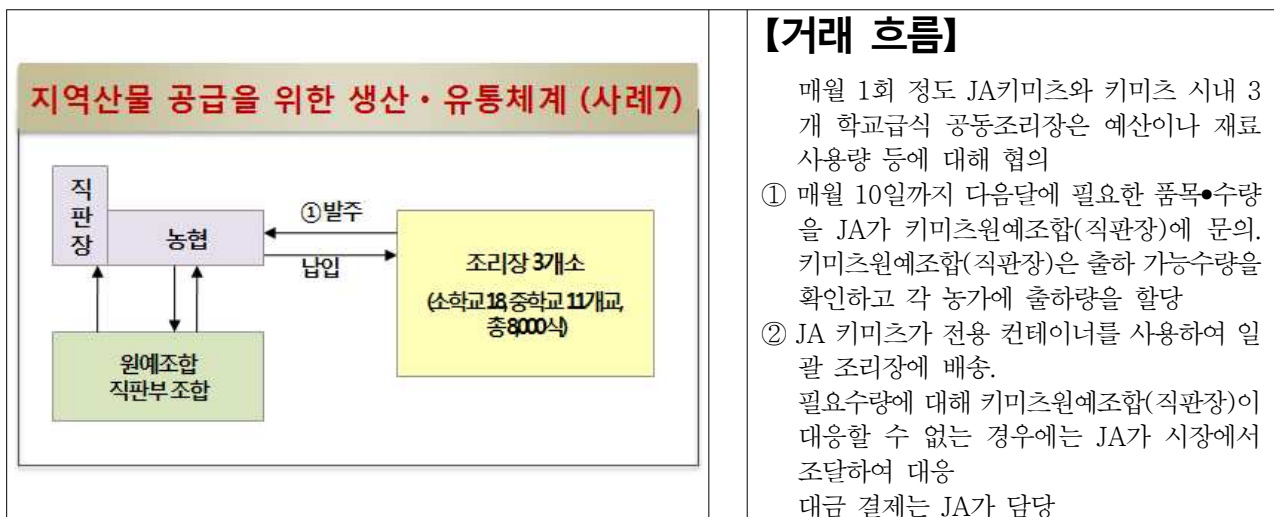 지역산물 공급을 위한 생산・유통체계 (사례7)
직
판
장
농협
①발주
납입
조리장 3개소
(소학교18,중학교 11개교,
총8,000식)
원예조합
직판부 조합
【거래 흐름】
매월 1회 정도 JA키미츠와 키미츠 시내 3
개 학교급식 공동조리장은 예산이나 재료
사용량 등에 대해 협의
① 매월 10일까지 다음달에 필요한 품목●수량
을 JA가 키미츠원예조합(직판장)에 문의.
키미츠원예조합(직판장)은 출하 가능수량을
확인하고 각 농가에 출하량을 할당
② JA 키미츠가 전용 컨테이너를 사용하여 일
괄 조리장에 배송.
필요수량에 대해 키미츠원예조합(직판장)이
대응할 수 없는 경우에는 JA가 시장에서
조달하여 대응
대금 결제는 JA가 담당